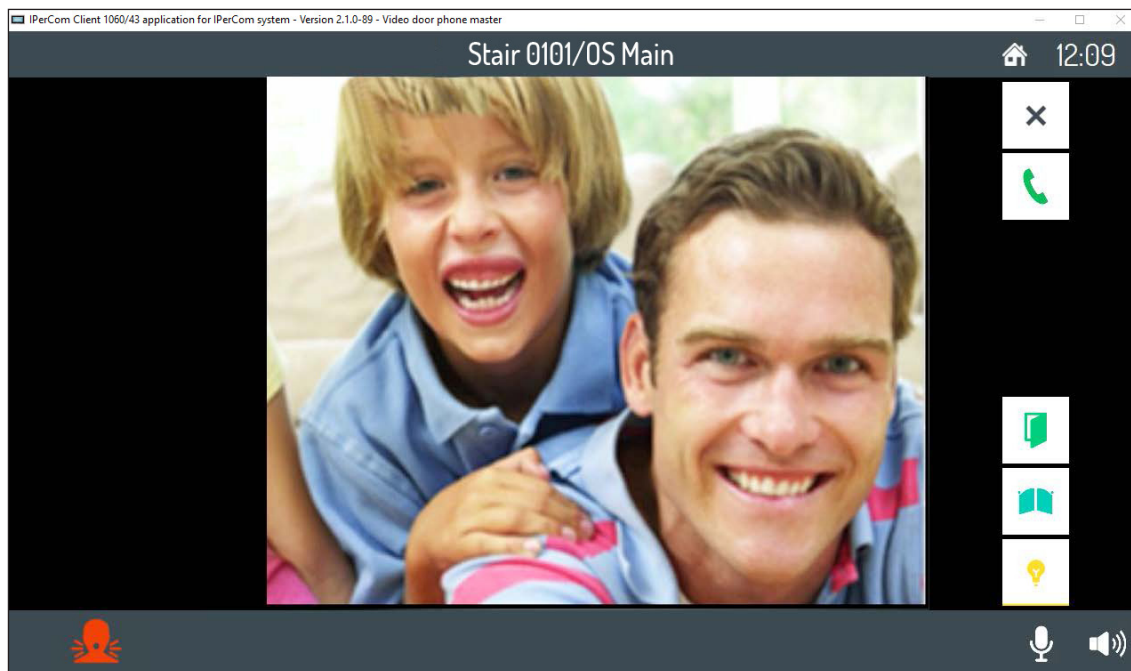 IPerCom Client 1060/43 application for IPerCom system - Version 2.1.0-89 - Video door phone master
Stair 0101/OS Main
12:09